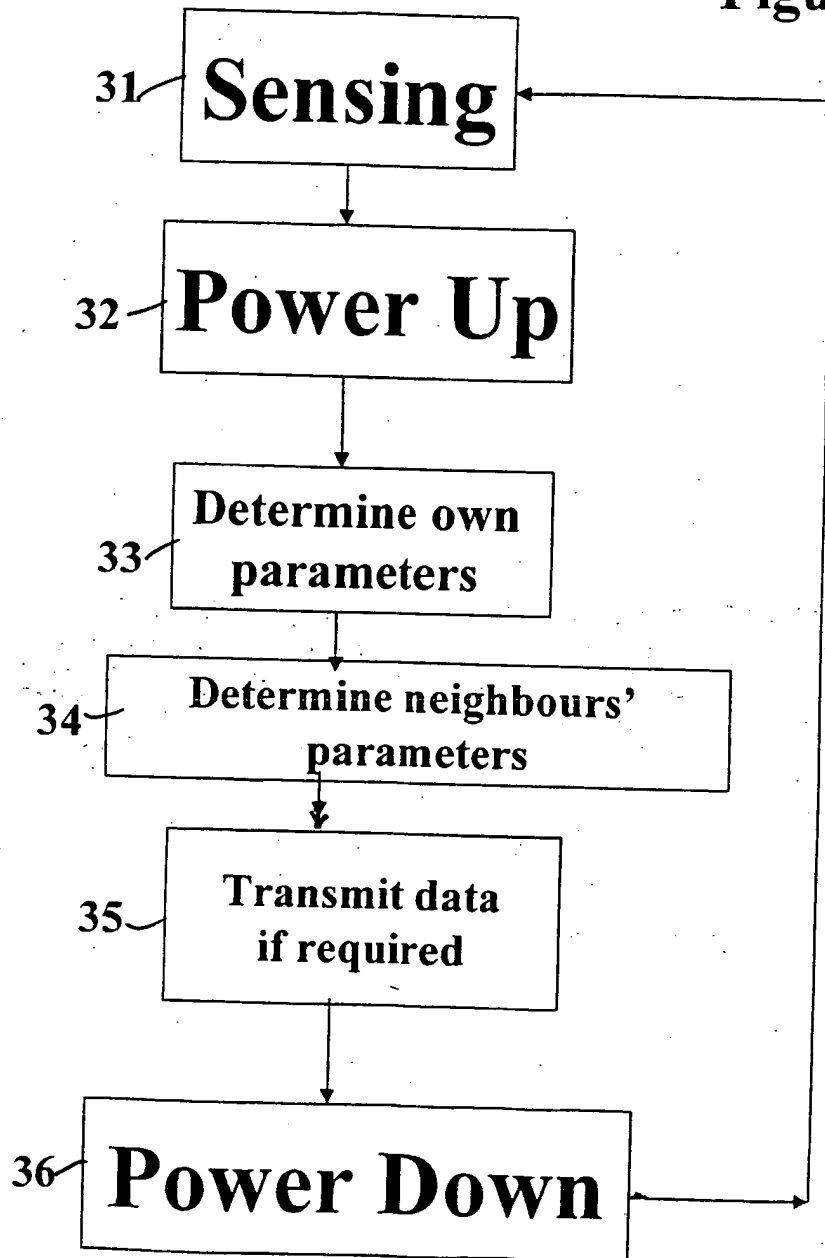 31
Sensing
32
Power Up
33
Determine own
parameters
34
Determine neighbours’
parameters
35
Transmit data
if required
36
Power Down